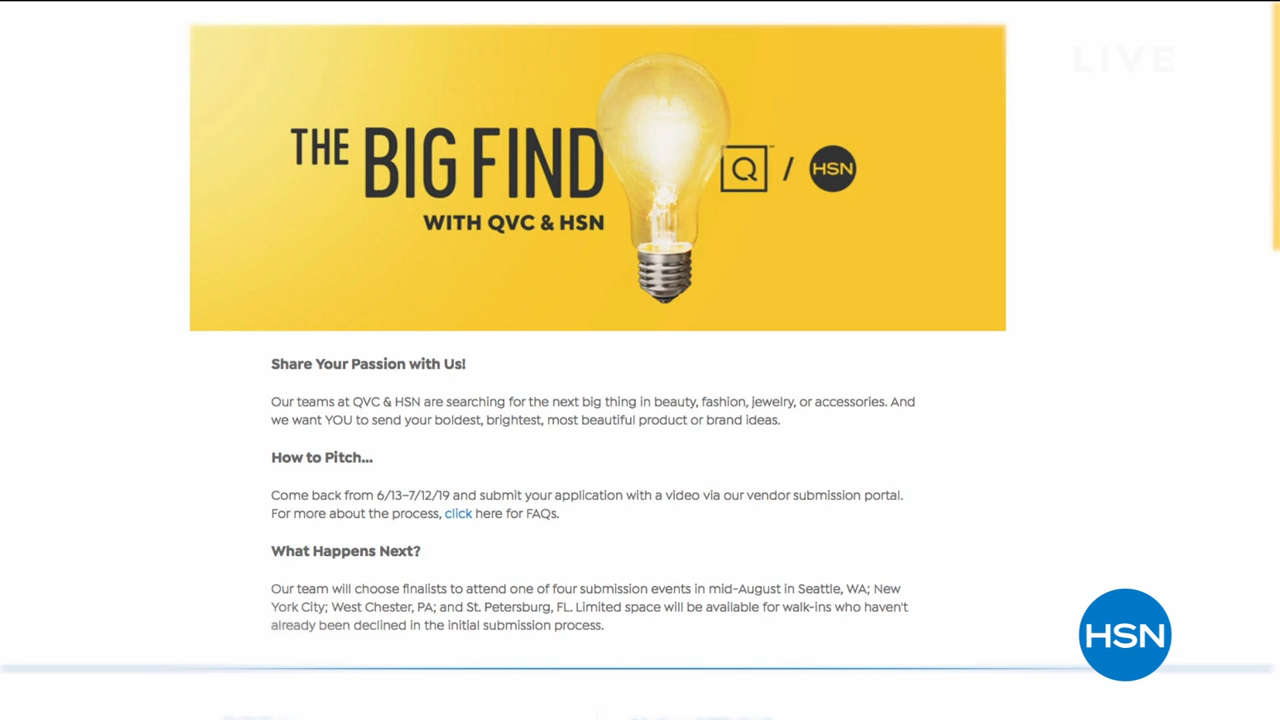 LIVE
THE BIG FIND
WITH QVC & HSN
Q / HSN
Share Your Passion with Us!
Our teams at QVC & HSN are searching for the next big thing in beauty, fashion, jewelry, or accessories. And
we want YOU to send your boldest, brightest, most beautiful product or brand ideas.
How to Pitch...
Come back from 6/13–7/12/19 and submit your application with a video via our vendor submission portal.
For more about the process, click here for FAQs.
What Happens Next?
Our team will choose finalists to attend one of four submission events in mid-August in Seattle, WA; New
York City; West Chester, PA; and St. Petersburg, FL. Limited space will be available for walk-ins who haven't
already been declined in the initial submission process.
HSN